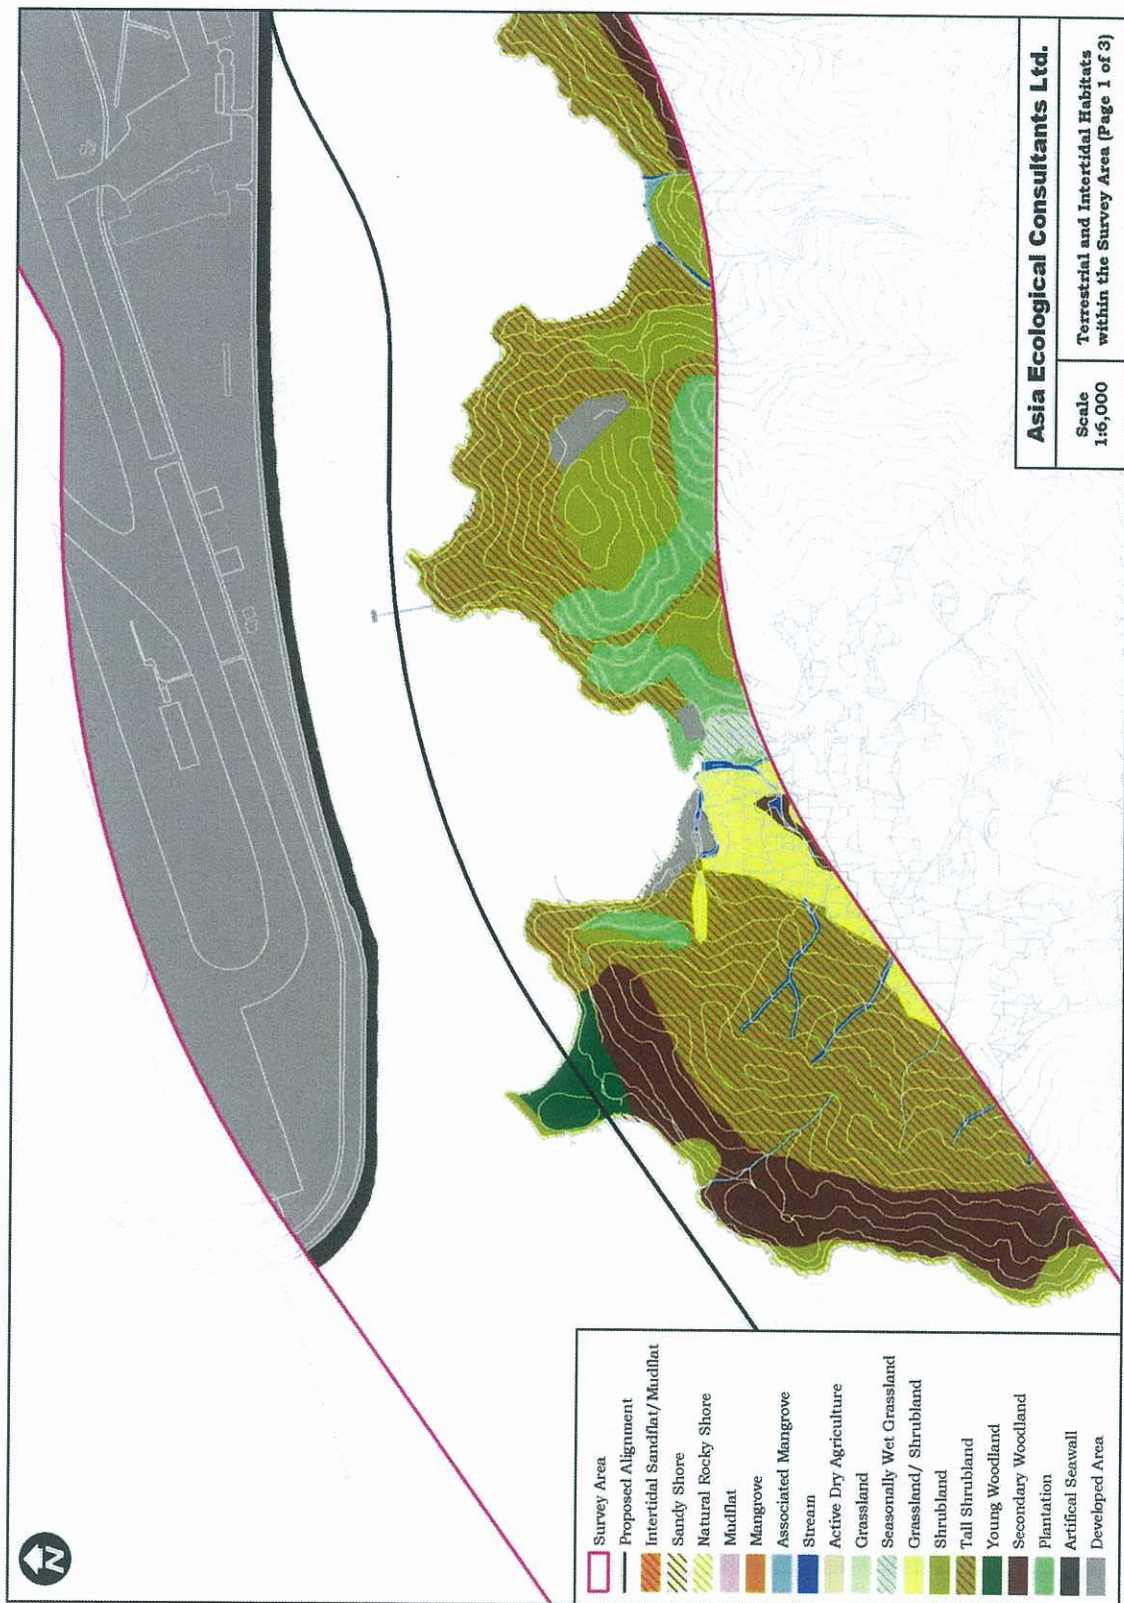 N
Survey Area
Proposed Alignment
Intertidal Sandflat/Mudflat
Sandy Shore
Natural Rocky Shore
Mudflat
Mangrove
Associated Mangrove
Stream
Active Dry Agriculture
Grassland
Seasonally Wet Grassland
Grassland/ Shrubland
Shrubland
Tall Shrubland
Young Woodland
Secondary Woodland
Plantation
Artifical Seawall
Developed Area
Asia Ecological Consultants Ltd.
Scale
1:6,000
Terrestrial and Intertidal Habitats
within the Survey Area (Page 1 of 3)